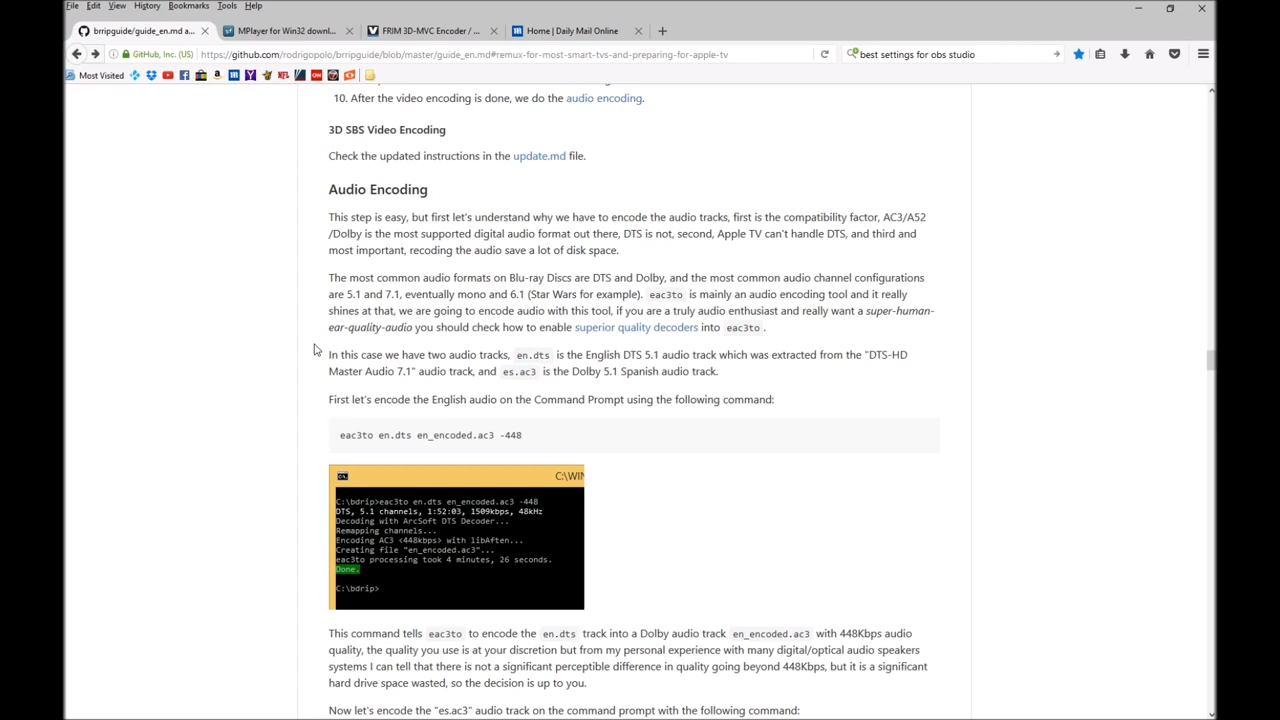 File Edit View History Bookmarks Tools Help
brripguide/guide_en.md a... × MPlayer for Win32 downl... × FRIM 3D-MVC Encoder / ... × Home | Daily Mail Online × +
GitHub, Inc. (US) https://github.com/rodrigopolo/brripguide/blob/master/guide_en.md#remux-for-most-smart-tvs-and-preparing-for-apple-tv best settings for obs studio
Most Visited
10. After the video encoding is done, we do the audio encoding.
3D SBS Video Encoding
Check the updated instructions in the update.md file.
Audio Encoding
This step is easy, but first let's understand why we have to encode the audio tracks, first is the compatibility factor, AC3/A52
/Dolby is the most supported digital audio format out there, DTS is not, second, Apple TV can't handle DTS, and third and
most important, recoding the audio save a lot of disk space.
The most common audio formats on Blu-ray Discs are DTS and Dolby, and the most common audio channel configurations
are 5.1 and 7.1, eventually mono and 6.1 (Star Wars for example). eac3to is mainly an audio encoding tool and it really
shines at that, we are going to encode audio with this tool, if you are a truly audio enthusiast and really want a super-human-
ear-quality-audio you should check how to enable superior quality decoders into eac3to.
In this case we have two audio tracks, en.dts is the English DTS 5.1 audio track which was extracted from the "DTS-HD
Master Audio 7.1" audio track, and es.ac3 is the Dolby 5.1 Spanish audio track.
First let's encode the English audio on the Command Prompt using the following command:
eac3to en.dts en_encoded.ac3 -448
C:\WIN
C:\bdrip>eac3to en.dts en_encoded.ac3 -448
DTS, 5.1 channels, 1:52:03, 1509kbps, 48kHz
Decoding with ArcSoft DTS Decoder...
Remapping channels...
Encoding AC3 <448kbps> with libAften...
Creating file "en_encoded.ac3"...
eac3to processing took 4 minutes, 26 seconds.
Done.
C:\bdrip>
This command tells eac3to to encode the en.dts track into a Dolby audio track en_encoded.ac3 with 448Kbps audio
quality, the quality you use is at your discretion but from my personal experience with many digital/optical audio speakers
systems I can tell that there is not a significant perceptible difference in quality going beyond 448Kbps, but it is a significant
hard drive space wasted, so the decision is up to you.
Now let's encode the "es.ac3" audio track on the command prompt with the following command: